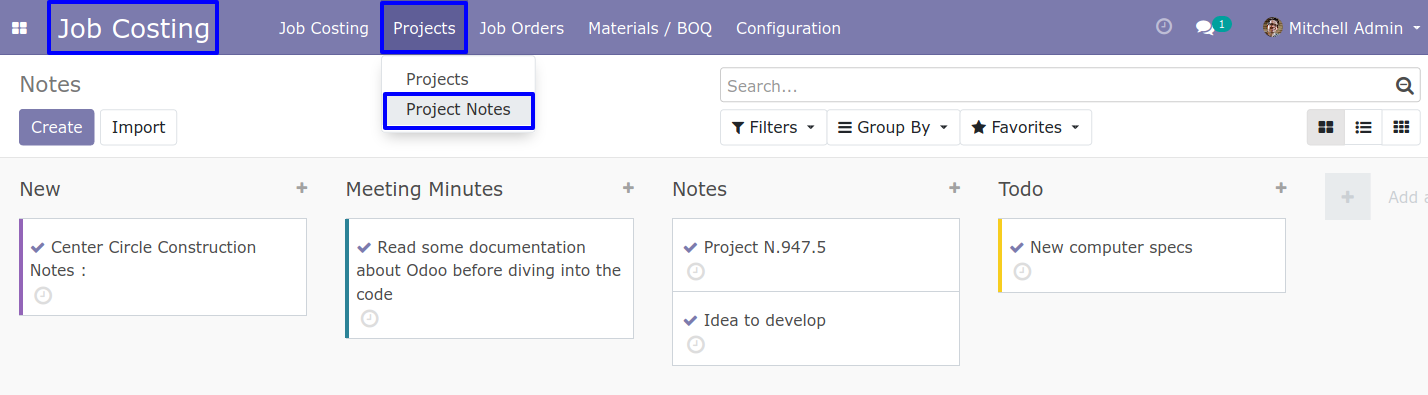 Job Costing
Job Costing Projects Job Orders Materials / BOQ Configuration
1
Mitchell Admin
Projects
Project Notes
Notes
Search...
Create Import
Filters Group By Favorites
New
Center Circle Construction
Notes :
Meeting Minutes
Read some documentation
about Odoo before diving into the
code
Notes
Project N.947.5
Idea to develop
Todo
New computer specs
Add